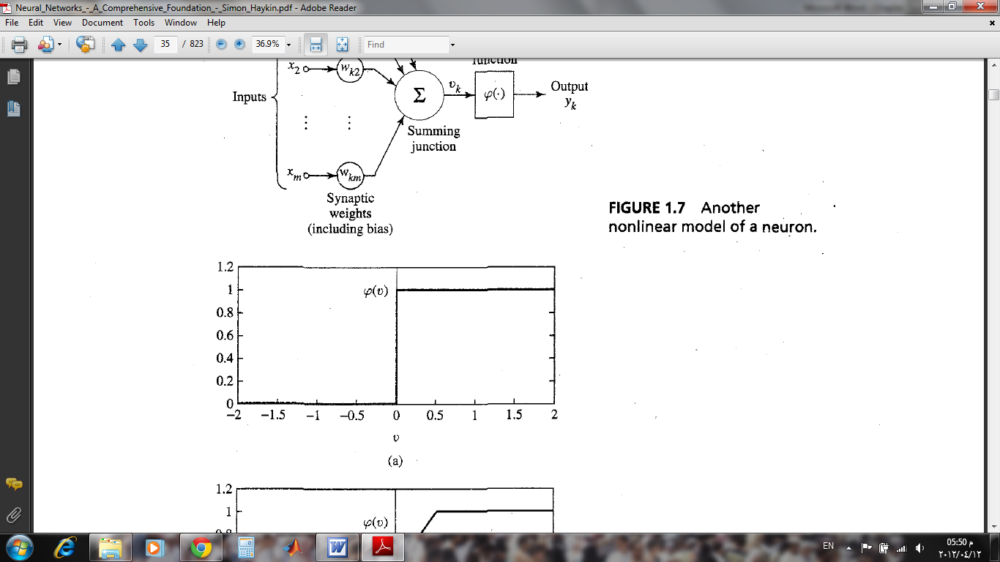 Neural_Networks_-_A_Comprehensive_Foundation_-_Simon_Haykin.pdf - Adobe Reader
File Edit View Document Tools Window Help
35 / 823 36.9% Find
function
x2 wk2
Inputs
Σ
vk
φ(·)
Output
yk
⋮ ⋮
Summing
junction
xm wkm
Synaptic
weights
(including bias)
FIGURE 1.7 Another
nonlinear model of a neuron.
1.2
1
φ(v)
0.8
0.6
0.4
0.2
0
−2 −1.5 −1 −0.5 0 0.5 1 1.5 2
v
(a)
1.2
1
φ(v)
0.8
EN
05:50 م
٢٠١٢/٠٤/١٢